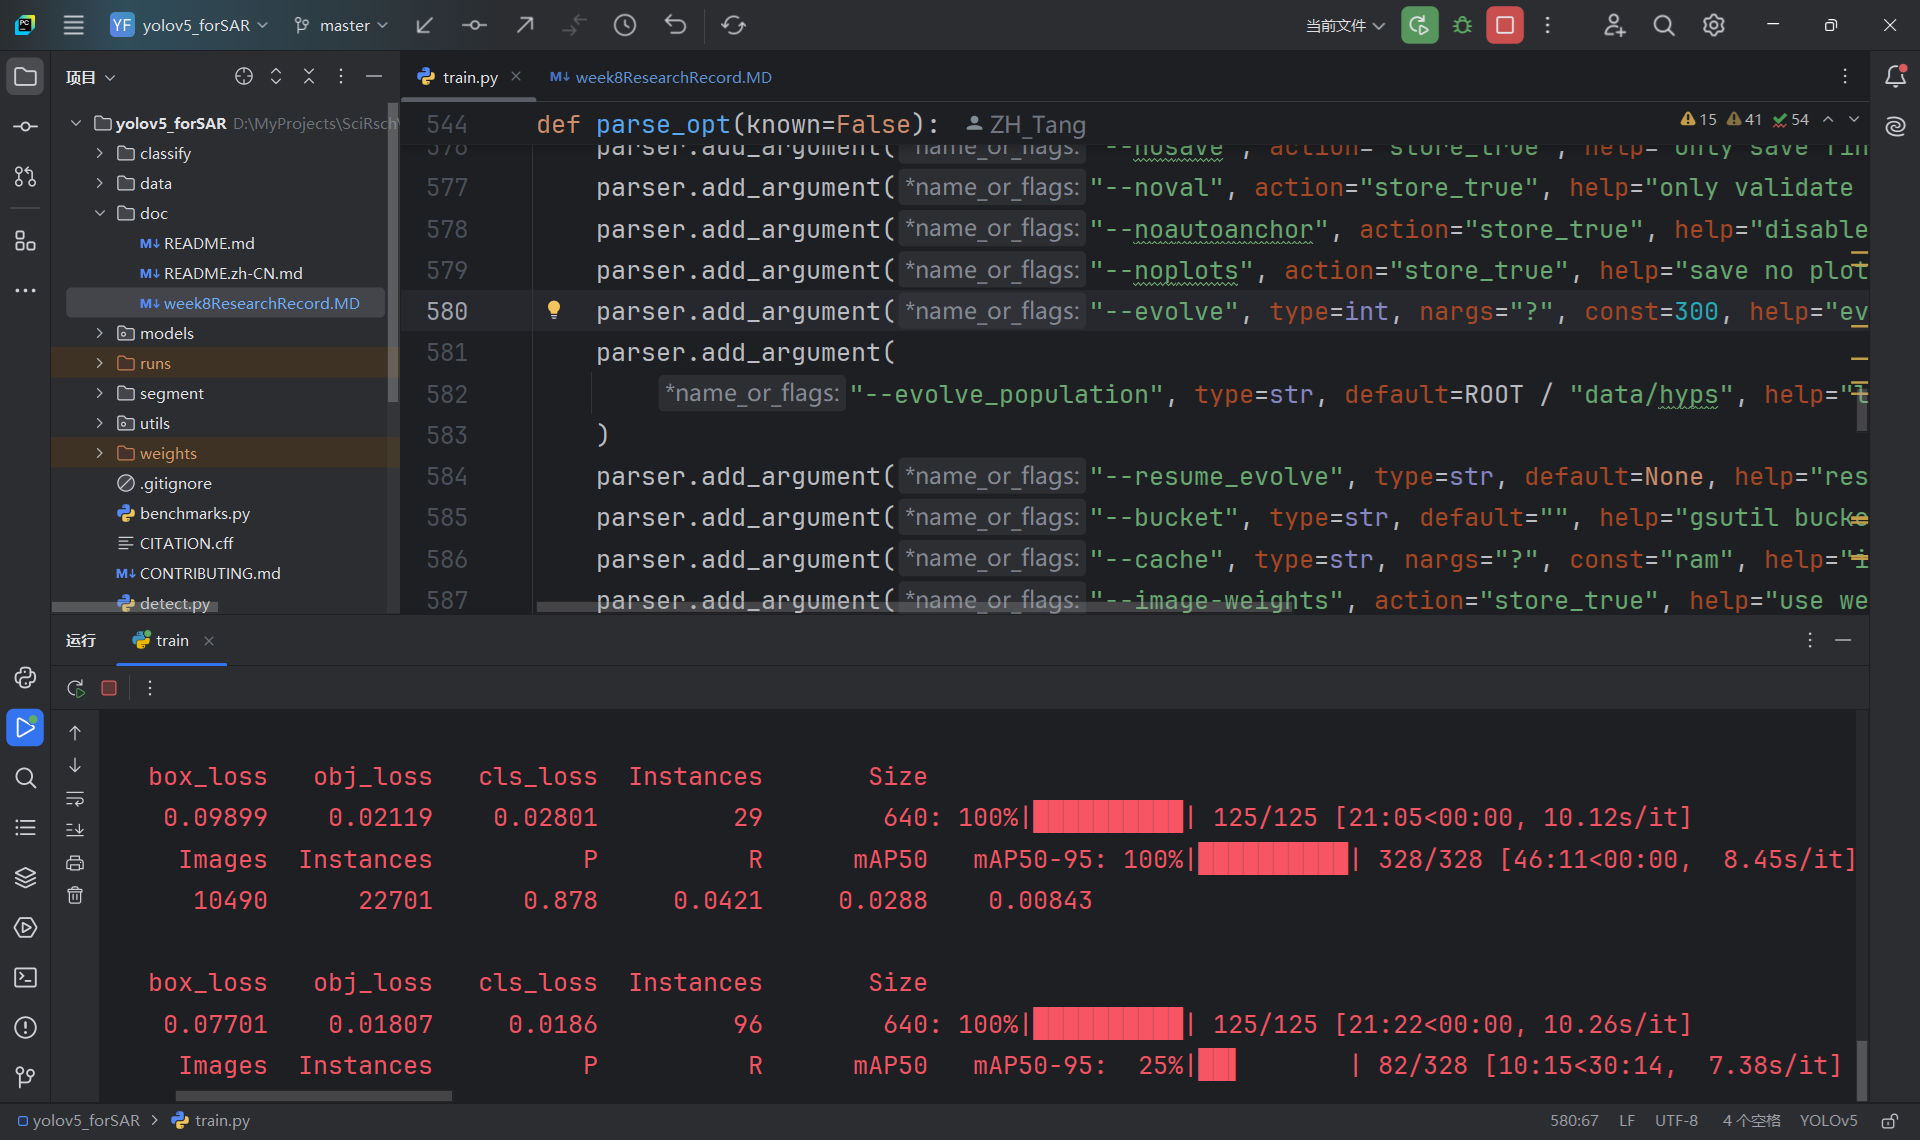 YF yolov5_forSAR master 当前文件
项目
train.py
M↓ week8ResearchRecord.MD
yolov5_forSAR D:\MyProjects\SciRsch\
classify
data
doc
M↓ README.md
M↓ README.zh-CN.md
M↓ week8ResearchRecord.MD
models
runs
segment
utils
weights
.gitignore
benchmarks.py
CITATION.cff
M↓ CONTRIBUTING.md
detect.py
544 def parse_opt(known=False): ZH_Tang
15 41 54
576 parser.add_argument( *name_or_flags: "--nosave", action="store_true", help="only save fin
577 parser.add_argument( *name_or_flags: "--noval", action="store_true", help="only validate
578 parser.add_argument( *name_or_flags: "--noautoanchor", action="store_true", help="disable
579 parser.add_argument( *name_or_flags: "--noplots", action="store_true", help="save no plot
580 parser.add_argument( *name_or_flags: "--evolve", type=int, nargs="?", const=300, help="ev
581 parser.add_argument(
582 *name_or_flags: "--evolve_population", type=str, default=ROOT / "data/hyps", help="l
583 )
584 parser.add_argument( *name_or_flags: "--resume_evolve", type=str, default=None, help="res
585 parser.add_argument( *name_or_flags: "--bucket", type=str, default="", help="gsutil bucke
586 parser.add_argument( *name_or_flags: "--cache", type=str, nargs="?", const="ram", help="i
587 parser.add_argument( *name_or_flags: "--image-weights", action="store_true", help="use we
运行 train
box_loss obj_loss cls_loss Instances Size
0.09899 0.02119 0.02801 29 640: 100%|██████████| 125/125 [21:05<00:00, 10.12s/it]
Images Instances P R mAP50 mAP50-95: 100%|██████████| 328/328 [46:11<00:00, 8.45s/it]
10490 22701 0.878 0.0421 0.0288 0.00843
box_loss obj_loss cls_loss Instances Size
0.07701 0.01807 0.0186 96 640: 100%|██████████| 125/125 [21:22<00:00, 10.26s/it]
Images Instances P R mAP50 mAP50-95: 25%|██▌ | 82/328 [10:15<30:14, 7.38s/it]
yolov5_forSAR train.py
580:67 LF UTF-8 4 个空格 YOLOv5